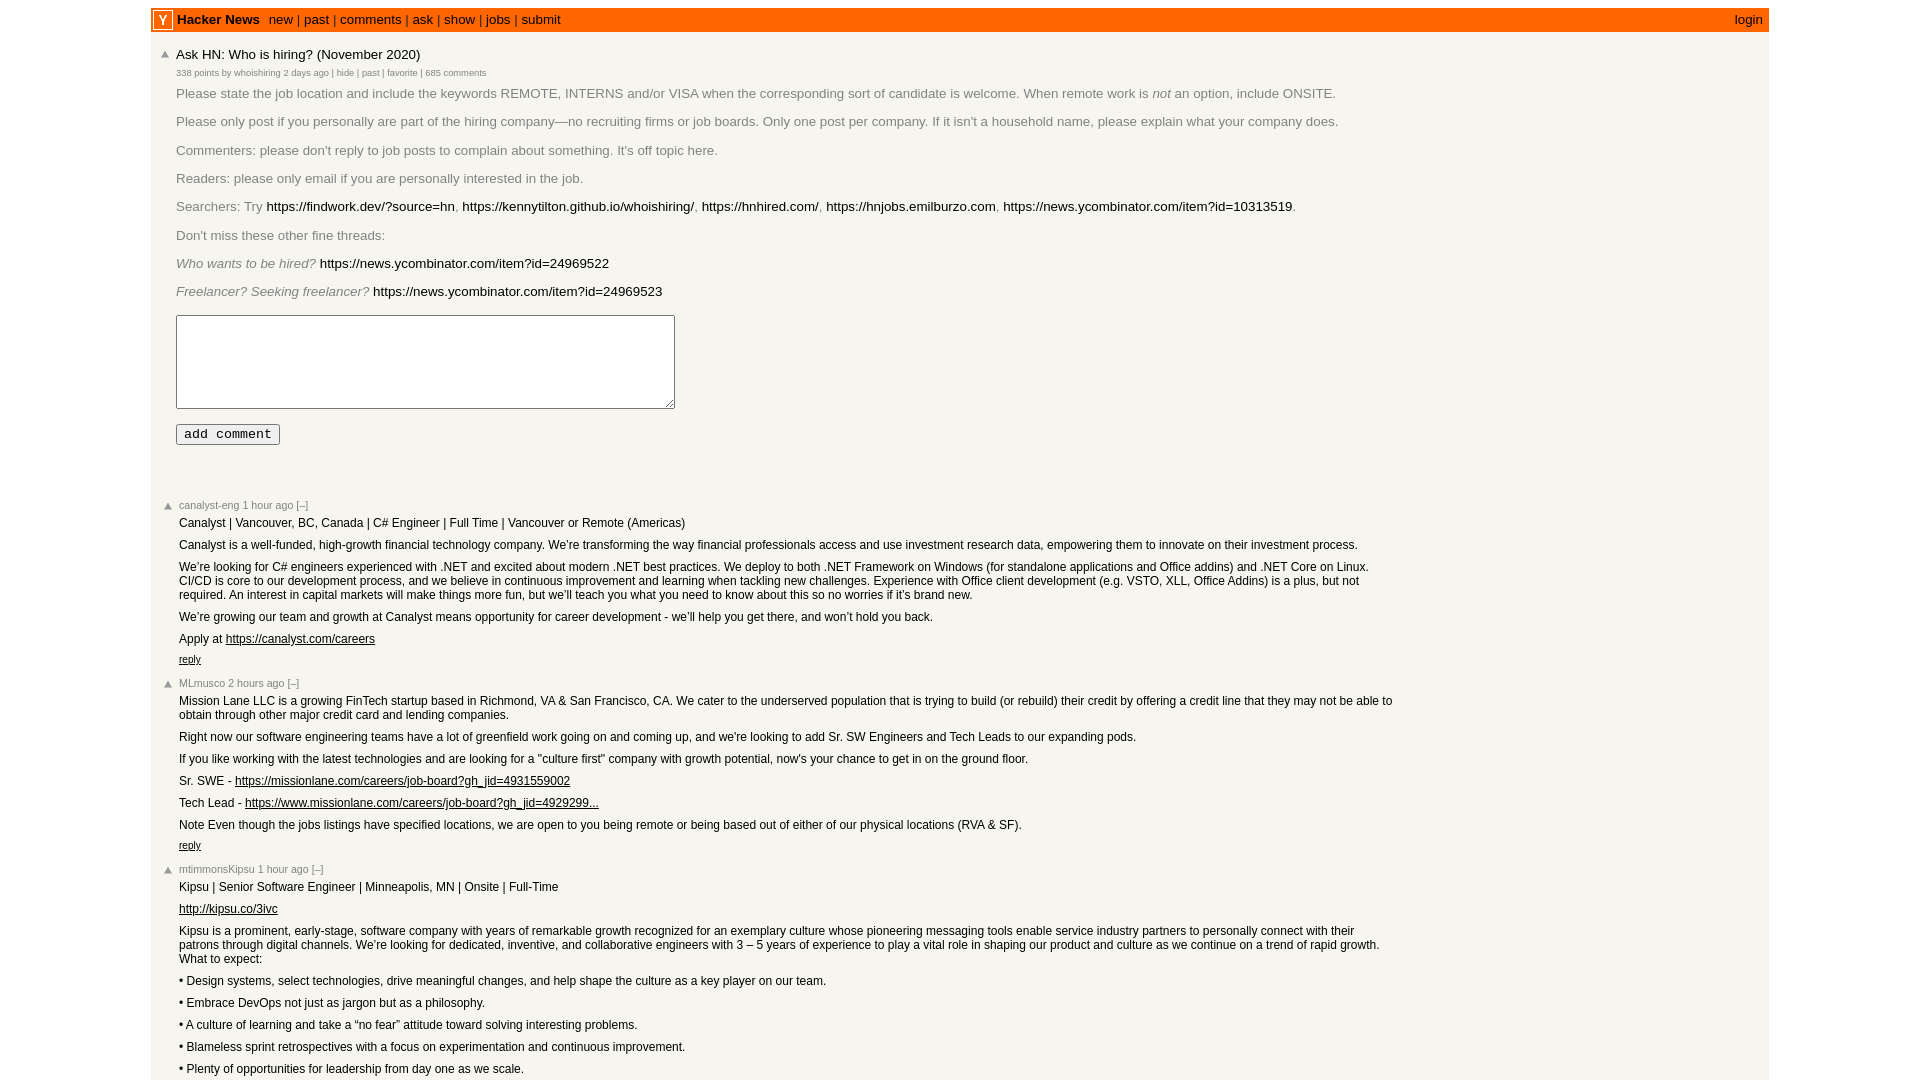 Y Hacker News new | past | comments | ask | show | jobs | submit login
Ask HN: Who is hiring? (November 2020)
338 points by whoishiring 2 days ago | hide | past | favorite | 685 comments
Please state the job location and include the keywords REMOTE, INTERNS and/or VISA when the corresponding sort of candidate is welcome. When remote work is not an option, include ONSITE.
Please only post if you personally are part of the hiring company—no recruiting firms or job boards. Only one post per company. If it isn't a household name, please explain what your company does.
Commenters: please don't reply to job posts to complain about something. It's off topic here.
Readers: please only email if you are personally interested in the job.
Searchers: Try https://findwork.dev/?source=hn, https://kennytilton.github.io/whoishiring/, https://hnhired.com/, https://hnjobs.emilburzo.com, https://news.ycombinator.com/item?id=10313519.
Don't miss these other fine threads:
Who wants to be hired? https://news.ycombinator.com/item?id=24969522
Freelancer? Seeking freelancer? https://news.ycombinator.com/item?id=24969523
add comment
canalyst-eng 1 hour ago [–]
Canalyst | Vancouver, BC, Canada | C# Engineer | Full Time | Vancouver or Remote (Americas)
Canalyst is a well-funded, high-growth financial technology company. We’re transforming the way financial professionals access and use investment research data, empowering them to innovate on their investment process.
We’re looking for C# engineers experienced with .NET and excited about modern .NET best practices. We deploy to both .NET Framework on Windows (for standalone applications and Office addins) and .NET Core on Linux.
CI/CD is core to our development process, and we believe in continuous improvement and learning when tackling new challenges. Experience with Office client development (e.g. VSTO, XLL, Office Addins) is a plus, but not
required. An interest in capital markets will make things more fun, but we’ll teach you what you need to know about this so no worries if it’s brand new.
We’re growing our team and growth at Canalyst means opportunity for career development - we’ll help you get there, and won’t hold you back.
Apply at https://canalyst.com/careers
reply
MLmusco 2 hours ago [–]
Mission Lane LLC is a growing FinTech startup based in Richmond, VA & San Francisco, CA. We cater to the underserved population that is trying to build (or rebuild) their credit by offering a credit line that they may not be able to
obtain through other major credit card and lending companies.
Right now our software engineering teams have a lot of greenfield work going on and coming up, and we're looking to add Sr. SW Engineers and Tech Leads to our expanding pods.
If you like working with the latest technologies and are looking for a "culture first" company with growth potential, now's your chance to get in on the ground floor.
Sr. SWE - https://missionlane.com/careers/job-board?gh_jid=4931559002
Tech Lead - https://www.missionlane.com/careers/job-board?gh_jid=4929299...
Note Even though the jobs listings have specified locations, we are open to you being remote or being based out of either of our physical locations (RVA & SF).
reply
mtimmonsKipsu 1 hour ago [–]
Kipsu | Senior Software Engineer | Minneapolis, MN | Onsite | Full-Time
http://kipsu.co/3ivc
Kipsu is a prominent, early-stage, software company with years of remarkable growth recognized for an exemplary culture whose pioneering messaging tools enable service industry partners to personally connect with their
patrons through digital channels. We’re looking for dedicated, inventive, and collaborative engineers with 3 – 5 years of experience to play a vital role in shaping our product and culture as we continue on a trend of rapid growth.
What to expect:
• Design systems, select technologies, drive meaningful changes, and help shape the culture as a key player on our team.
• Embrace DevOps not just as jargon but as a philosophy.
• A culture of learning and take a “no fear” attitude toward solving interesting problems.
• Blameless sprint retrospectives with a focus on experimentation and continuous improvement.
• Plenty of opportunities for leadership from day one as we scale.